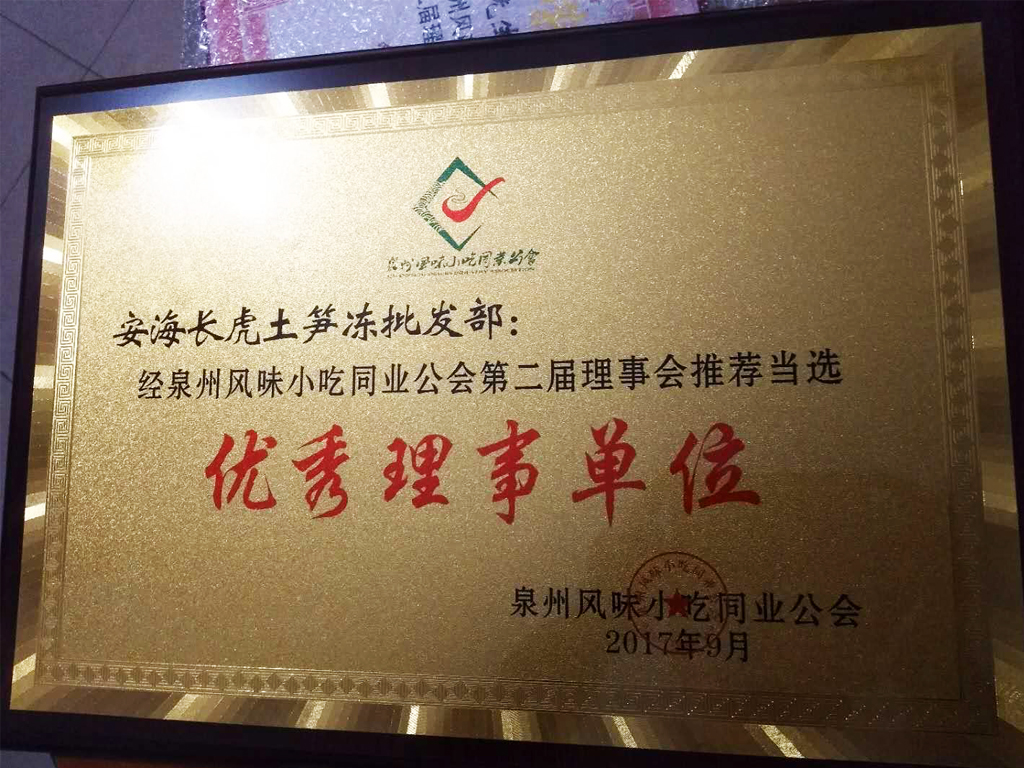 泉州风味小吃同业公會
安海长虎土笋冻批发部：
经泉州风味小吃同业公会第二届理事会推荐当选
优秀理事单位
泉州风味小吃同业公会
2017年9月